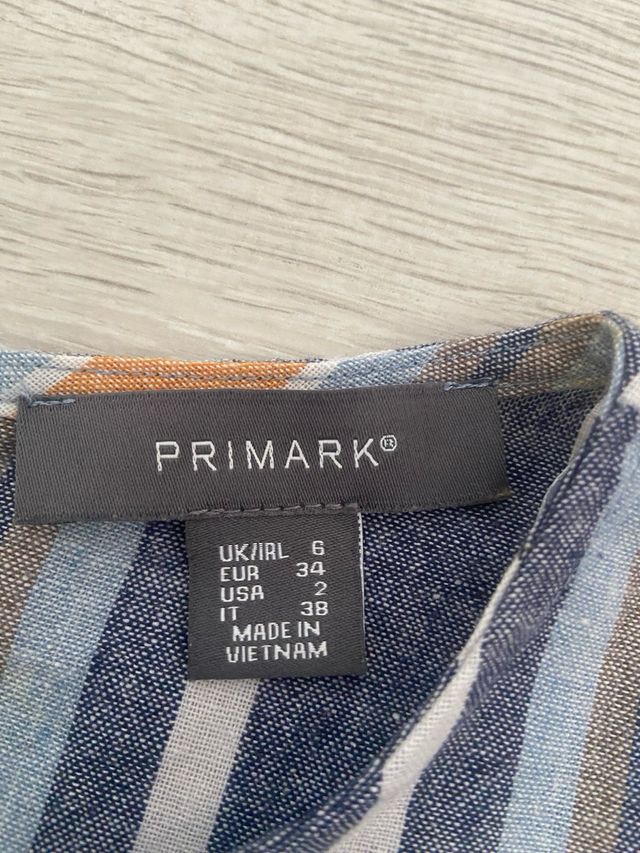 PRIMARK®
UK/IRL 6
EUR 34
USA 2
IT 38
MADE IN
VIETNAM